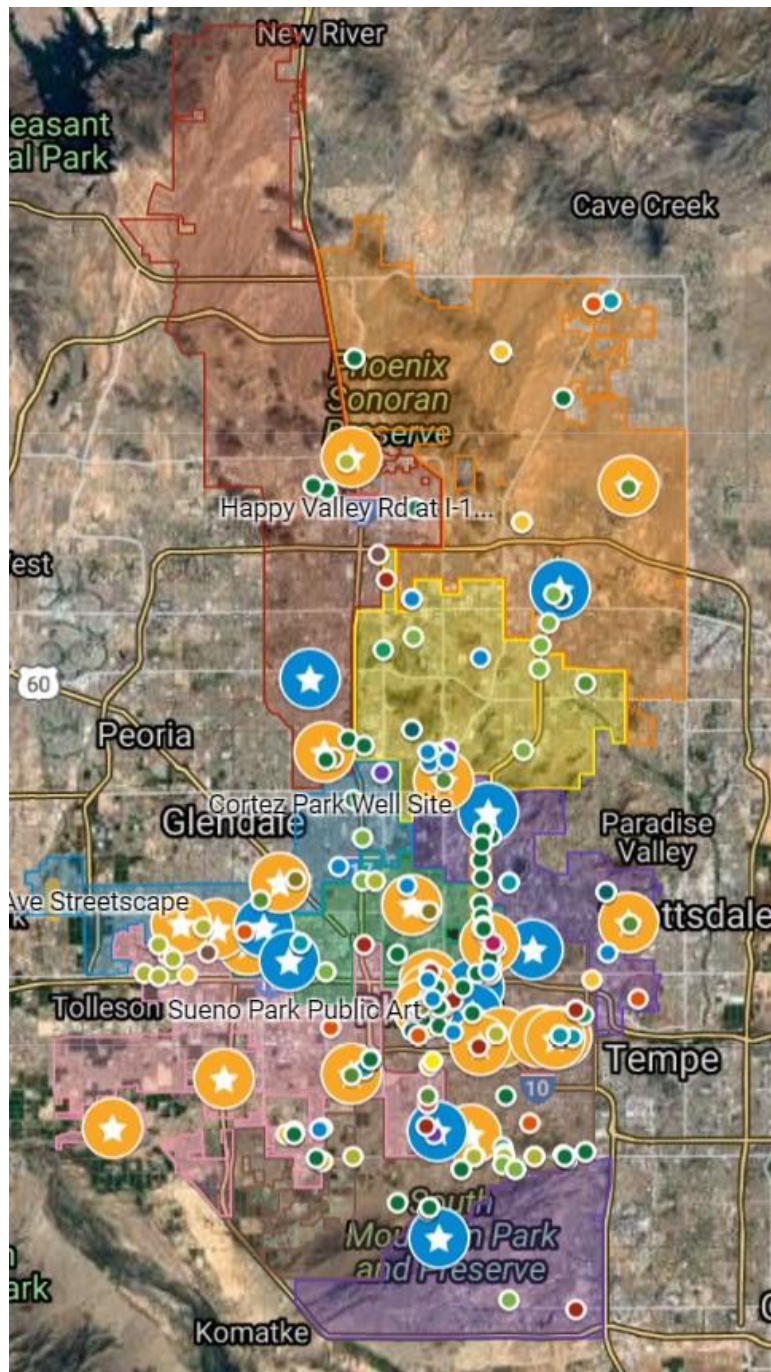 New River
easant
al Park
Cave Creek
Phoenix
Sonoran
Preserve
Happy Valley Rd at I-1...
est
60
Peoria
Cortez Park Well Site
Glendale
Paradise
Valley
Ave Streetscape
ttsdale
Tolleson
Sueno Park Public Art
Tempe
10
South
Mountain Park
and Preserve
ark
Komatke